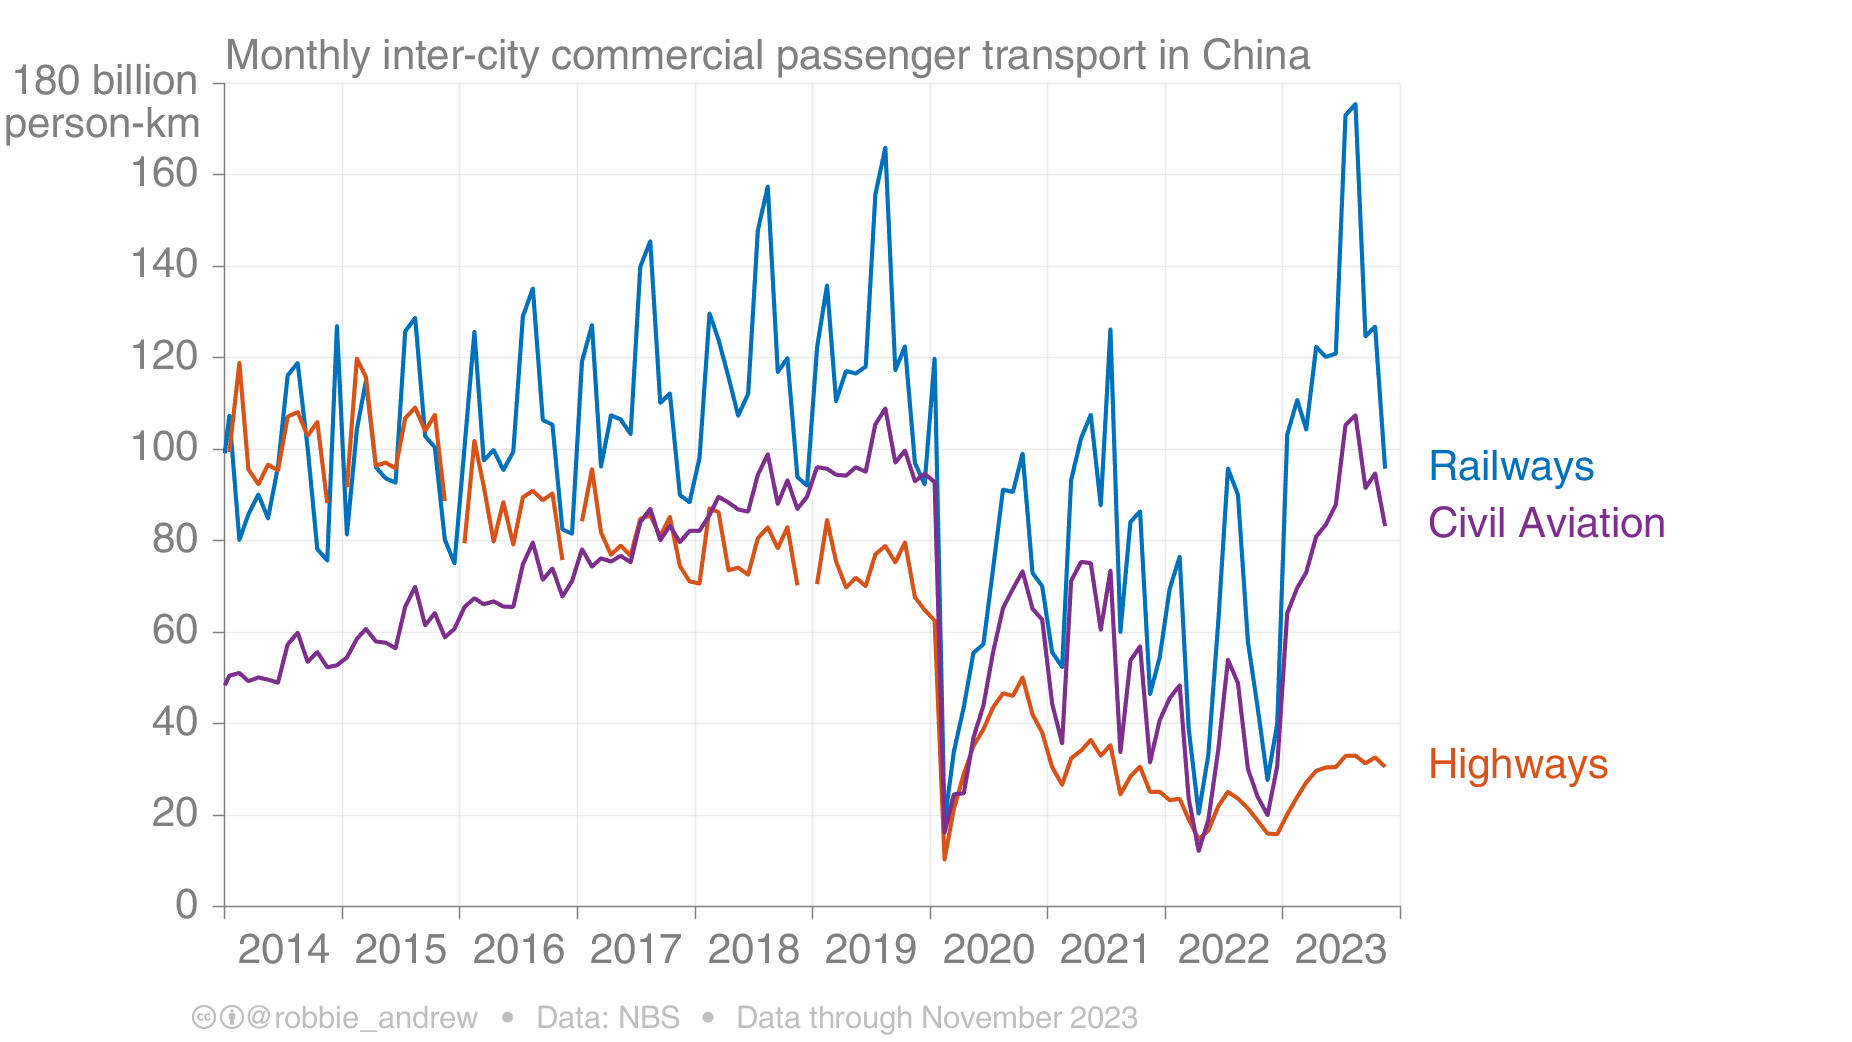 Monthly inter-city commercial passenger transport in China
180 billion
person-km
160
140
120
100
80
60
40
20
0
Railways
Civil Aviation
Highways
2014 2015 2016 2017 2018 2019 2020 2021 2022 2023
cc @robbie_andrew • Data: NBS • Data through November 2023